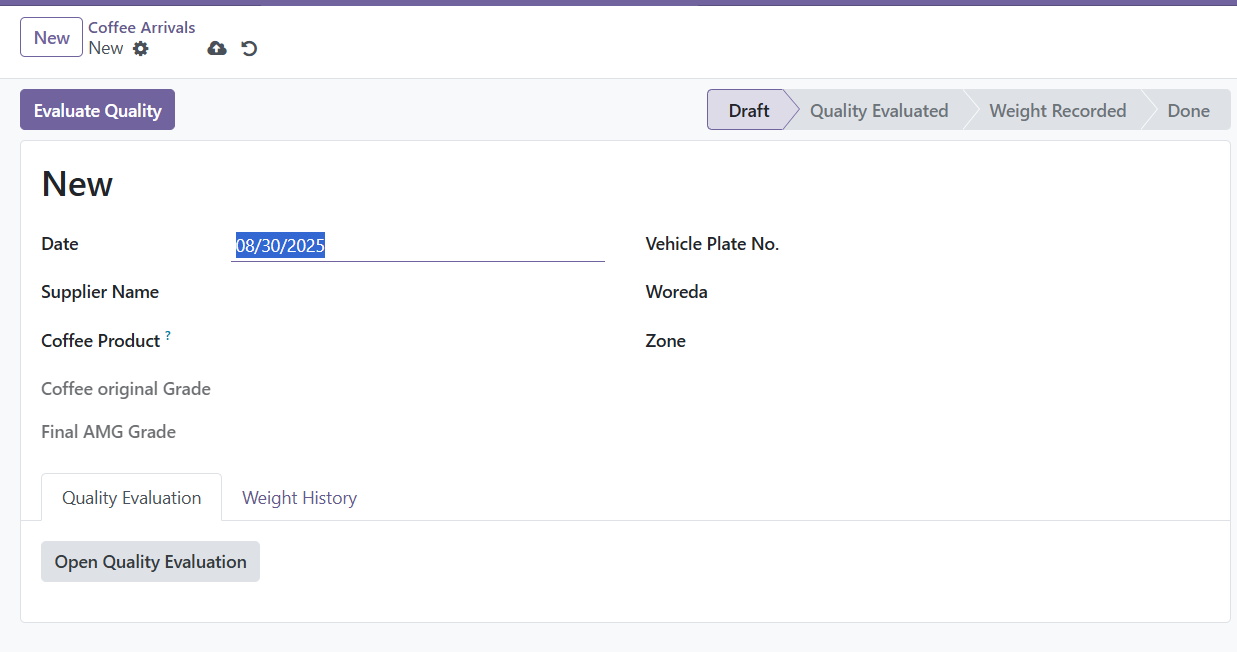 New
Coffee Arrivals
New
Evaluate Quality
Draft
Quality Evaluated
Weight Recorded
Done
New
Date
08/30/2025
Vehicle Plate No.
Supplier Name
Woreda
Coffee Product ?
Zone
Coffee original Grade
Final AMG Grade
Quality Evaluation
Weight History
Open Quality Evaluation